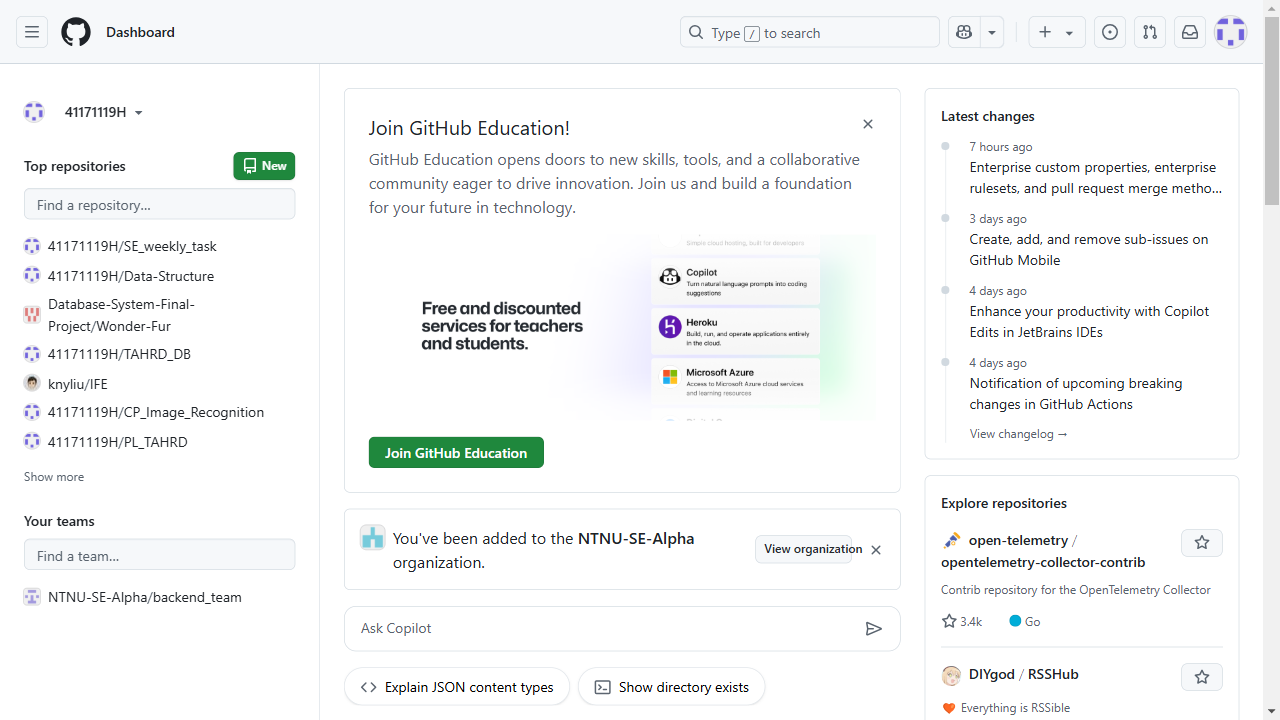 Dashboard
Type / to search
41171119H
Top repositories
New
Find a repository...
41171119H/SE_weekly_task
41171119H/Data-Structure
Database-System-Final-
Project/Wonder-Fur
41171119H/TAHRD_DB
knyliu/IFE
41171119H/CP_Image_Recognition
41171119H/PL_TAHRD
Show more
Your teams
Find a team...
NTNU-SE-Alpha/backend_team
Join GitHub Education!
GitHub Education opens doors to new skills, tools, and a collaborative
community eager to drive innovation. Join us and build a foundation
for your future in technology.
Free and discounted
services for teachers
and students.
Simple cloud hosting, built for developers
Copilot
Turn natural language prompts into coding
suggestions
Heroku
Build, run, and operate applications entirely
in the cloud.
Microsoft Azure
Access to Microsoft Azure cloud services
and learning resources
Join GitHub Education
You've been added to the NTNU-SE-Alpha
organization.
View organization
Ask Copilot
Explain JSON content types
Show directory exists
Latest changes
7 hours ago
Enterprise custom properties, enterprise
rulesets, and pull request merge metho...
3 days ago
Create, add, and remove sub-issues on
GitHub Mobile
4 days ago
Enhance your productivity with Copilot
Edits in JetBrains IDEs
4 days ago
Notification of upcoming breaking
changes in GitHub Actions
View changelog →
Explore repositories
open-telemetry /
opentelemetry-collector-contrib
Contrib repository for the OpenTelemetry Collector
3.4k
Go
DIYgod / RSSHub
Everything is RSSible